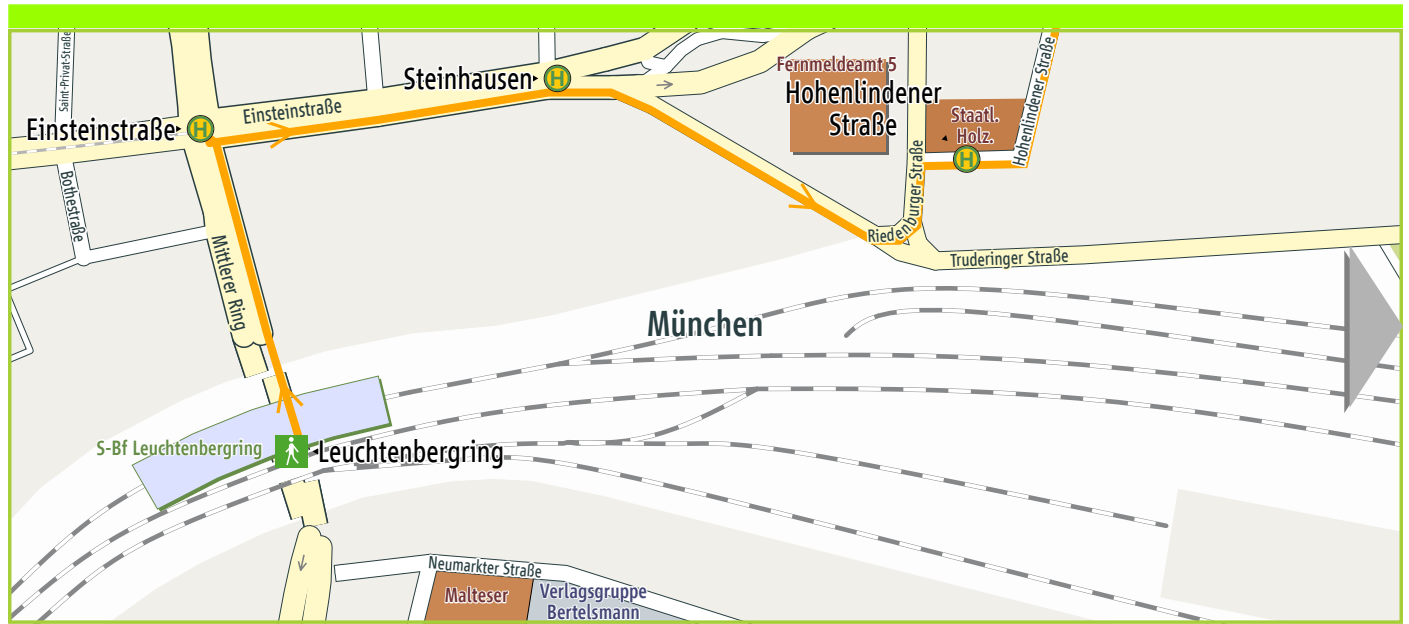 Saint-Privat-Straße
Fernmeldeamt 5
Steinhausen
H
Hohenlindener
Straße
Hohenlindener Straße
Einsteinstraße
Einsteinstraße
H
Staatl.
Holz.
H
Bothestraße
Riedenburger Straße
Mittlerer Ring
Truderinger Straße
München
S-Bf Leuchtenbergring
Leuchtenbergring
Neumarkter Straße
Malteser
Verlagsgruppe
Bertelsmann